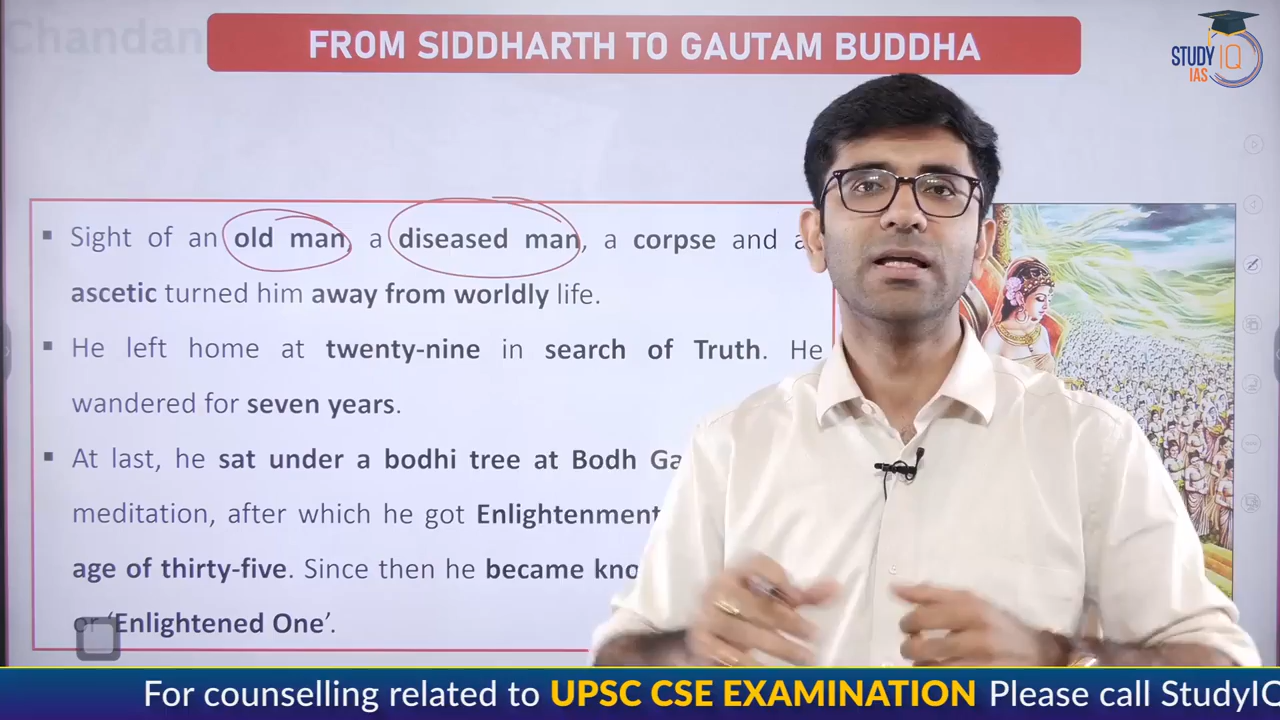 Chandan
FROM SIDDHARTH TO GAUTAM BUDDHA
STUDY IQ
IAS
▪ Sight of an old man, a diseased man, a corpse and a
ascetic turned him away from worldly life.
▪ He left home at twenty-nine in search of Truth. He
wandered for seven years.
▪ At last, he sat under a bodhi tree at Bodh Ga
meditation, after which he got Enlightenment
age of thirty-five. Since then he became kno
or ‘Enlightened One’.
For counselling related to UPSC CSE EXAMINATION Please call StudyIQ